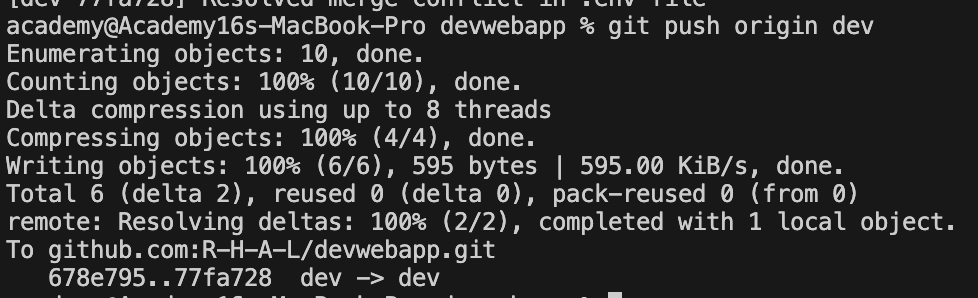 [dev 77fa728] Resolved merge conflict in .env file
academy@Academy16s-MacBook-Pro devwebapp % git push origin dev
Enumerating objects: 10, done.
Counting objects: 100% (10/10), done.
Delta compression using up to 8 threads
Compressing objects: 100% (4/4), done.
Writing objects: 100% (6/6), 595 bytes | 595.00 KiB/s, done.
Total 6 (delta 2), reused 0 (delta 0), pack-reused 0 (from 0)
remote: Resolving deltas: 100% (2/2), completed with 1 local object.
To github.com:R-H-A-L/devwebapp.git
   678e795..77fa728  dev -> dev